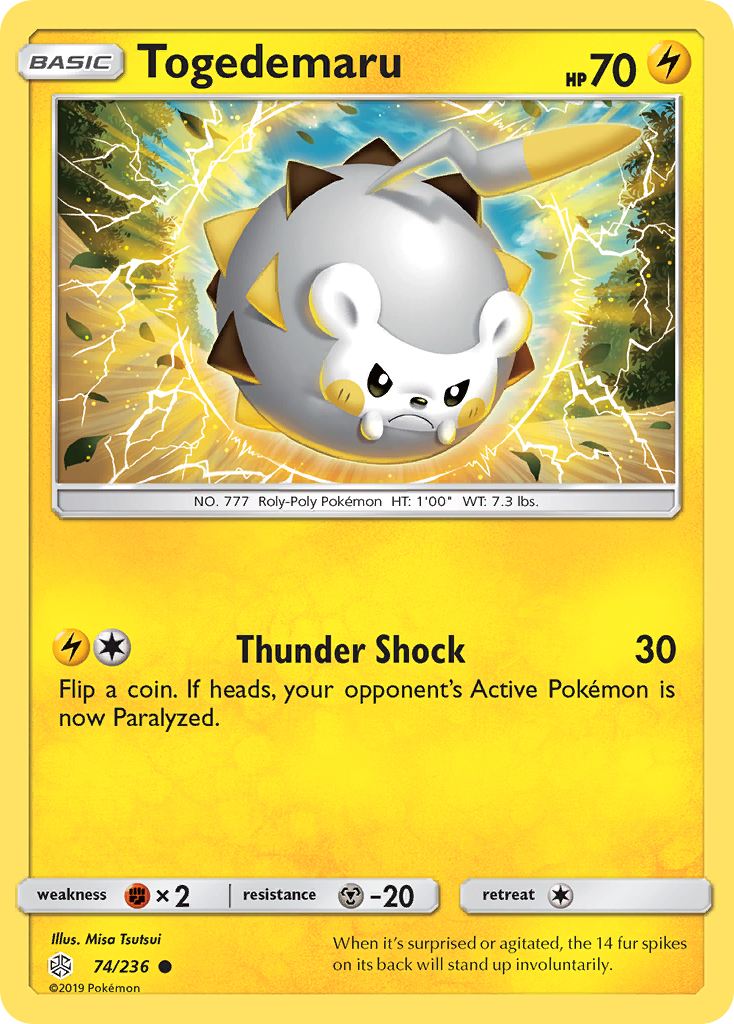 BASIC Togedemaru HP 70
NO. 777 Roly-Poly Pokémon HT: 1'00" WT: 7.3 lbs.
Thunder Shock 30
Flip a coin. If heads, your opponent's Active Pokémon is
now Paralyzed.
weakness ×2 resistance -20 retreat
Illus. Misa Tsutsui
74/236
©2019 Pokémon
When it's surprised or agitated, the 14 fur spikes
on its back will stand up involuntarily.